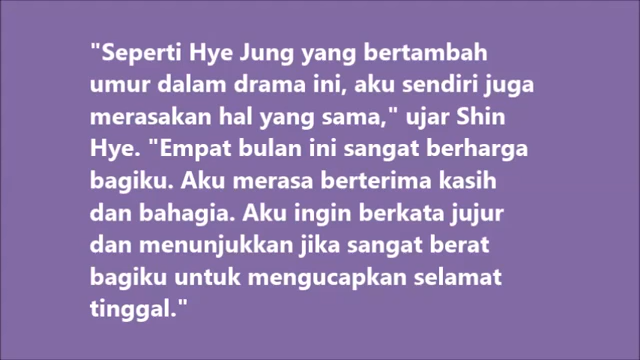 "Seperti Hye Jung yang bertambah
umur dalam drama ini, aku sendiri juga
merasakan hal yang sama," ujar Shin
Hye. "Empat bulan ini sangat berharga
bagiku. Aku merasa berterima kasih
dan bahagia. Aku ingin berkata jujur
dan menunjukkan jika sangat berat
bagiku untuk mengucapkan selamat
tinggal."